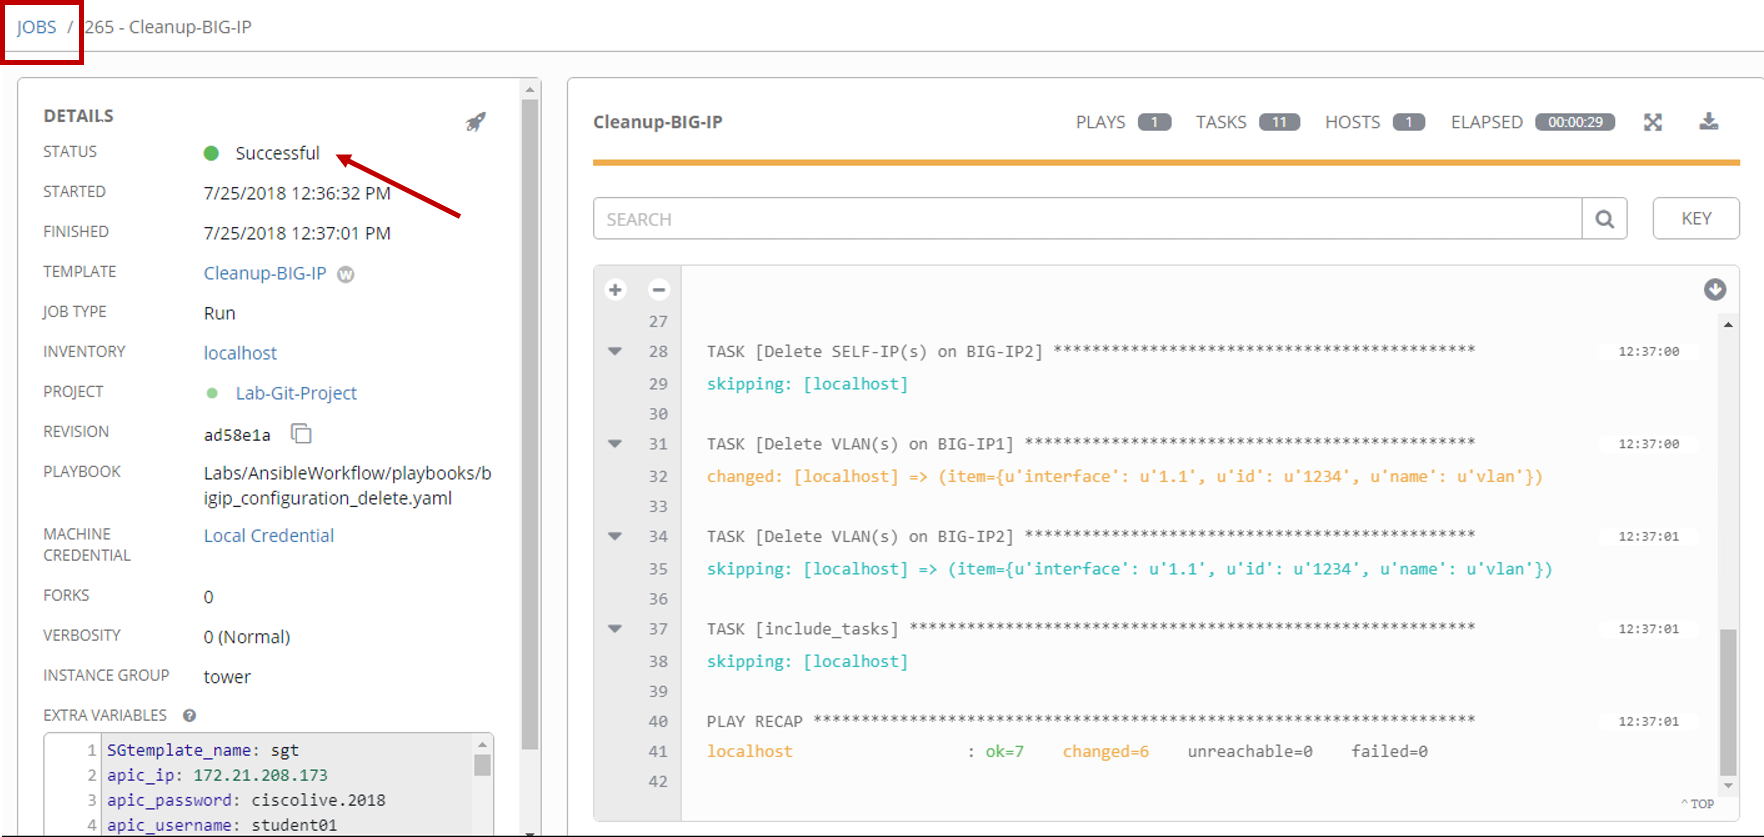 JOBS / 265 - Cleanup-BIG-IP
DETAILS
STATUS Successful
STARTED 7/25/2018 12:36:32 PM
FINISHED 7/25/2018 12:37:01 PM
TEMPLATE Cleanup-BIG-IP W
JOB TYPE Run
INVENTORY localhost
PROJECT Lab-Git-Project
REVISION ad58e1a
PLAYBOOK Labs/AnsibleWorkflow/playbooks/b
igip_configuration_delete.yaml
MACHINE Local Credential
CREDENTIAL
FORKS 0
VERBOSITY 0 (Normal)
INSTANCE GROUP tower
EXTRA VARIABLES ?
1 SGtemplate_name: sgt
2 apic_ip: 172.21.208.173
3 apic_password: ciscolive.2018
4 apic_username: student01
Cleanup-BIG-IP PLAYS 1 TASKS 11 HOSTS 1 ELAPSED 00:00:29
SEARCH KEY
27
28 TASK [Delete SELF-IP(s) on BIG-IP2] ******************************************** 12:37:00
29 skipping: [localhost]
30
31 TASK [Delete VLAN(s) on BIG-IP1] *********************************************** 12:37:00
32 changed: [localhost] => (item={u'interface': u'1.1', u'id': u'1234', u'name': u'vlan'})
33
34 TASK [Delete VLAN(s) on BIG-IP2] *********************************************** 12:37:01
35 skipping: [localhost] => (item={u'interface': u'1.1', u'id': u'1234', u'name': u'vlan'})
36
37 TASK [include_tasks] *********************************************************** 12:37:01
38 skipping: [localhost]
39
40 PLAY RECAP ********************************************************************* 12:37:01
41 localhost : ok=7 changed=6 unreachable=0 failed=0
42
^ TOP